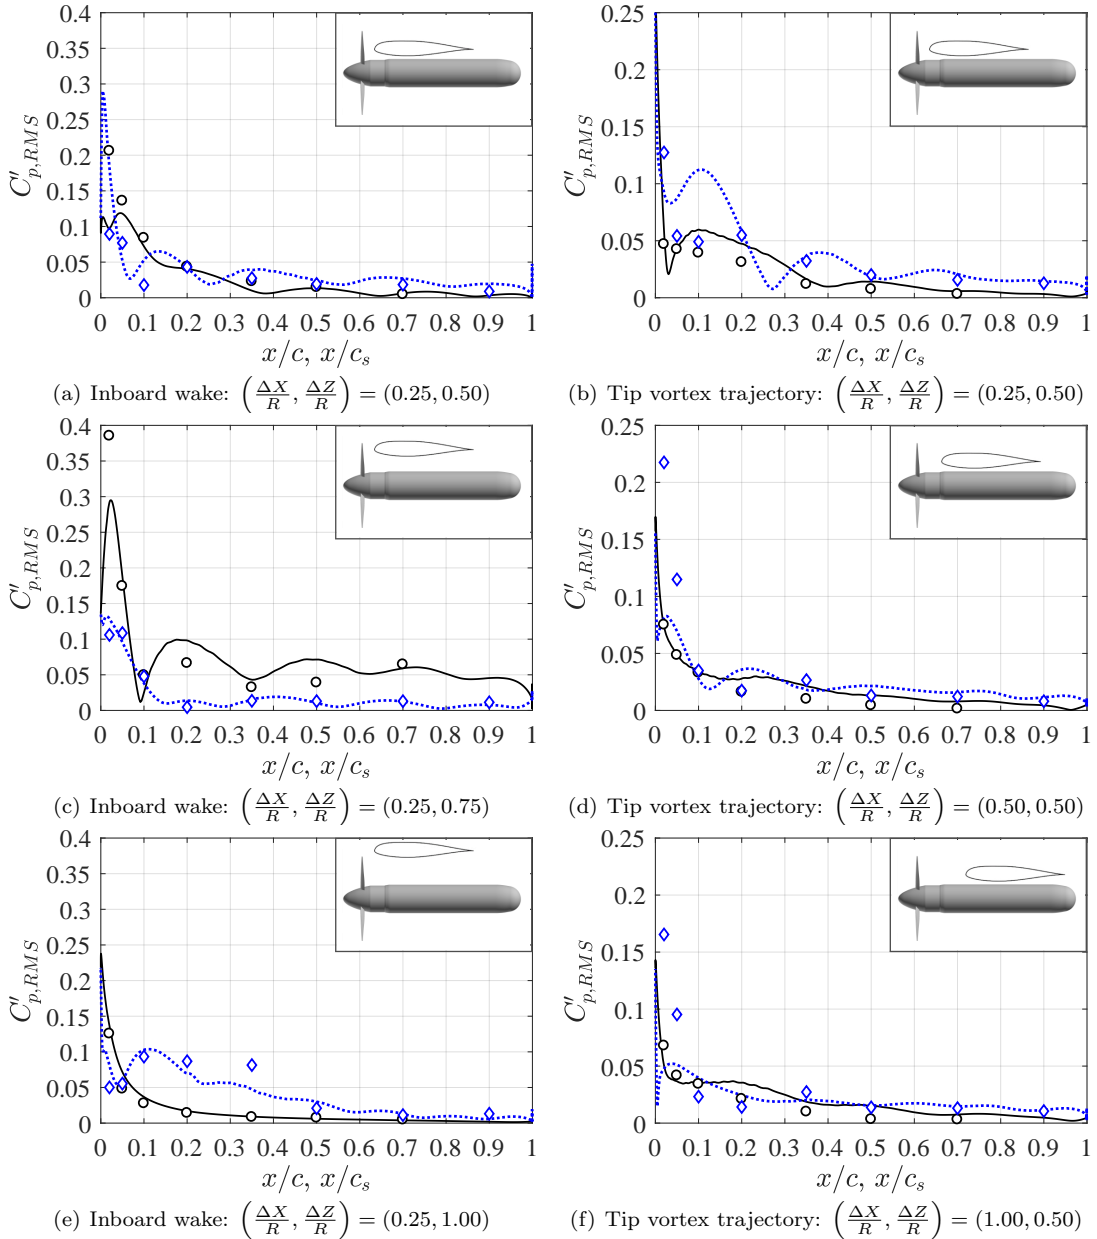 0.4
0.35
0.3
0.25
0.2
0.15
0.1
0.05
0
C′p,RMS
0 0.1 0.2 0.3 0.4 0.5 0.6 0.7 0.8 0.9 1
x/c, x/cs
(a) Inboard wake: (ΔX/R, ΔZ/R) = (0.25, 0.50)
0.25
0.2
0.15
0.1
0.05
0
C′p,RMS
0 0.1 0.2 0.3 0.4 0.5 0.6 0.7 0.8 0.9 1
x/c, x/cs
(b) Tip vortex trajectory: (ΔX/R, ΔZ/R) = (0.25, 0.50)
0.4
0.35
0.3
0.25
0.2
0.15
0.1
0.05
0
C′p,RMS
0 0.1 0.2 0.3 0.4 0.5 0.6 0.7 0.8 0.9 1
x/c, x/cs
(c) Inboard wake: (ΔX/R, ΔZ/R) = (0.25, 0.75)
0.25
0.2
0.15
0.1
0.05
0
C′p,RMS
0 0.1 0.2 0.3 0.4 0.5 0.6 0.7 0.8 0.9 1
x/c, x/cs
(d) Tip vortex trajectory: (ΔX/R, ΔZ/R) = (0.50, 0.50)
0.4
0.35
0.3
0.25
0.2
0.15
0.1
0.05
0
C′p,RMS
0 0.1 0.2 0.3 0.4 0.5 0.6 0.7 0.8 0.9 1
x/c, x/cs
(e) Inboard wake: (ΔX/R, ΔZ/R) = (0.25, 1.00)
0.25
0.2
0.15
0.1
0.05
0
C′p,RMS
0 0.1 0.2 0.3 0.4 0.5 0.6 0.7 0.8 0.9 1
x/c, x/cs
(f) Tip vortex trajectory: (ΔX/R, ΔZ/R) = (1.00, 0.50)